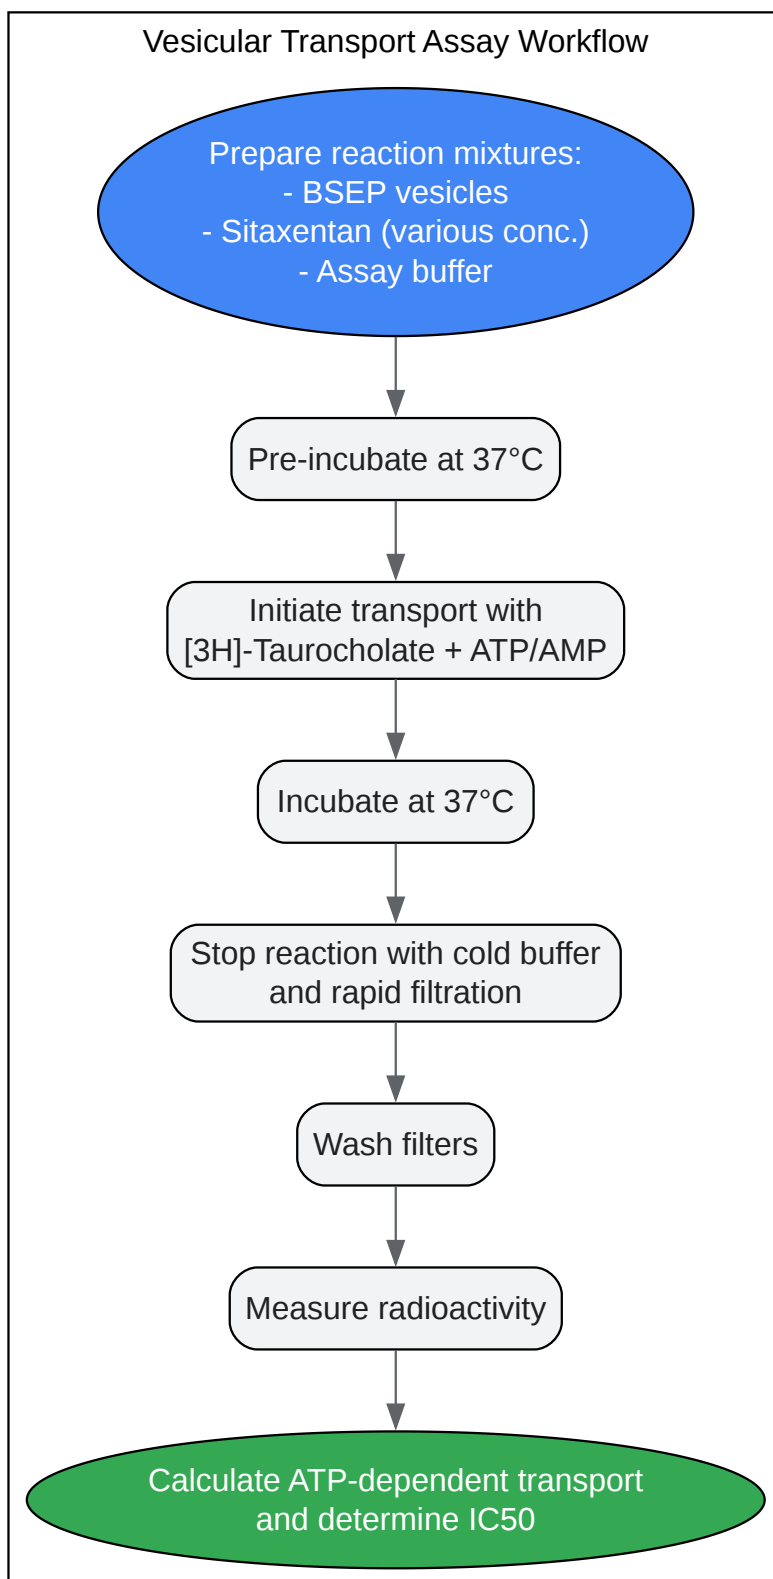 Vesicular Transport Assay Workflow
Prepare reaction mixtures:
- BSEP vesicles
- Sitaxentan (various conc.)
- Assay buffer
Pre-incubate at 37°C
Initiate transport with
[3H]-Taurocholate + ATP/AMP
Incubate at 37°C
Stop reaction with cold buffer
and rapid filtration
Wash filters
Measure radioactivity
Calculate ATP-dependent transport
and determine IC50